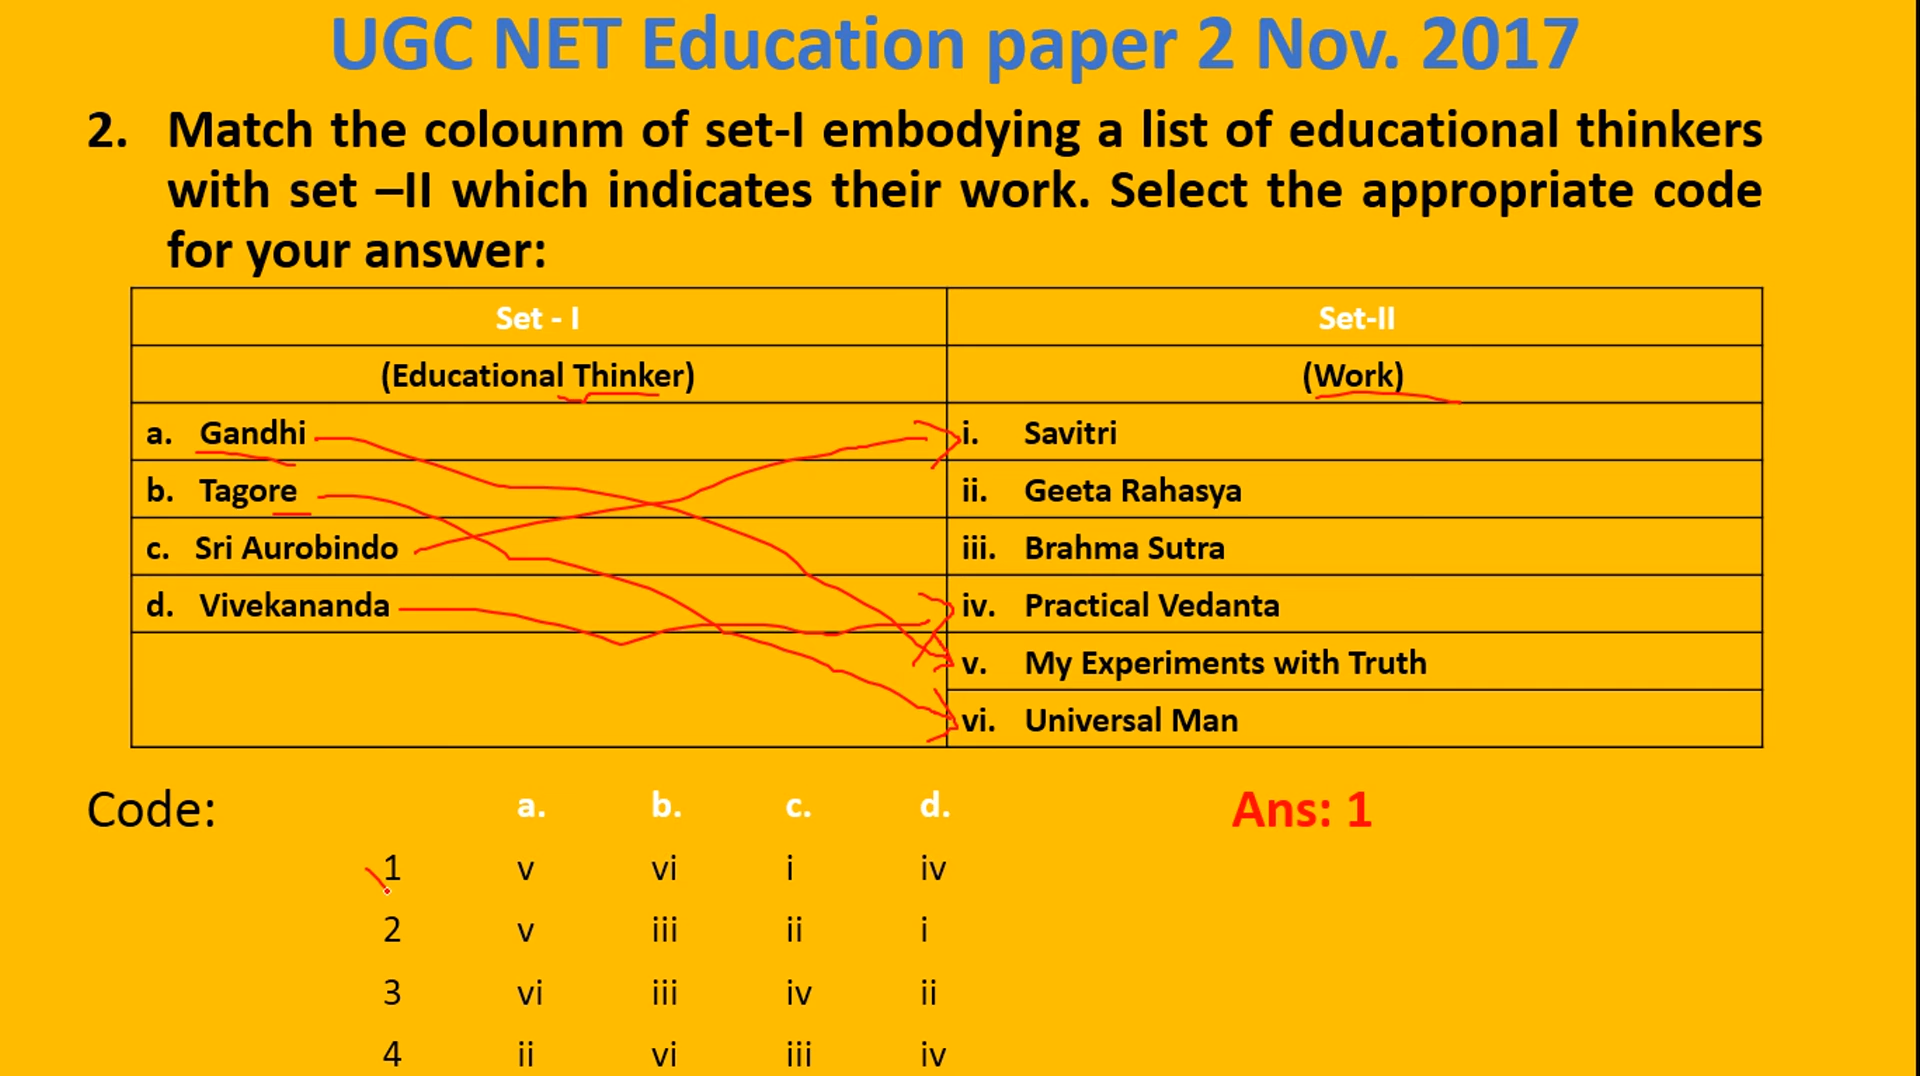 UGC NET Education paper 2 Nov. 2017
2. Match the colounm of set-I embodying a list of educational thinkers
with set –II which indicates their work. Select the appropriate code
for your answer:
Set - I Set-II
(Educational Thinker) (Work)
a. Gandhi i. Savitri
b. Tagore ii. Geeta Rahasya
c. Sri Aurobindo iii. Brahma Sutra
d. Vivekananda iv. Practical Vedanta
v. My Experiments with Truth
vi. Universal Man
Code: a. b. c. d. Ans: 1
1 v vi i iv
2 v iii ii i
3 vi iii iv ii
4 ii vi iii iv